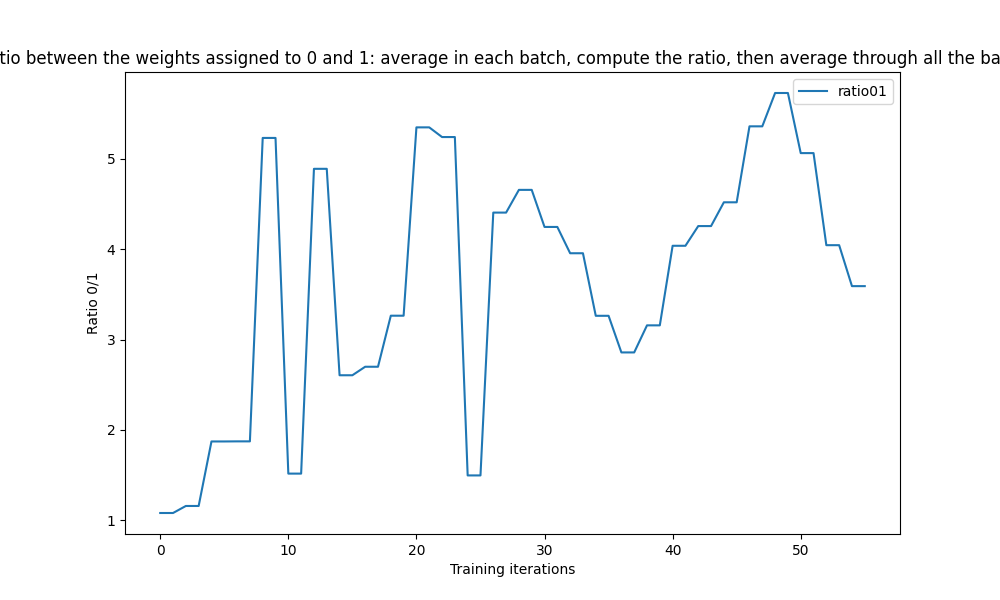 tio between the weights assigned to 0 and 1: average in each batch, compute the ratio, then average through all the ba
ratio01
5
4
3
2
1
Ratio 0/1
0 10 20 30 40 50
Training iterations